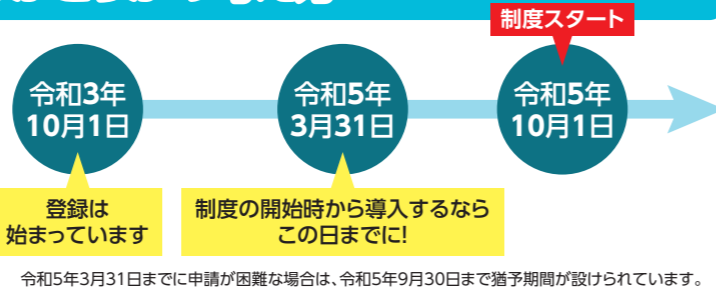 制度スタート
令和3年
10月1日
令和5年
3月31日
令和5年
10月1日
登録は
始まっています
制度の開始時から導入するなら
この日までに!
令和5年3月31日までに申請が困難な場合は、令和5年9月30日まで猶予期間が設けられています。